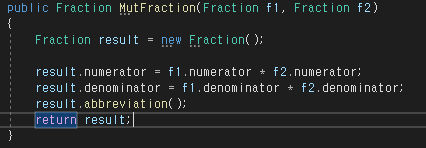 public Fraction MutFraction(Fraction f1, Fraction f2)
{
Fraction result = new Fraction();
result.numerator = f1.numerator * f2.numerator;
result.denominator = f1.denominator * f2.denominator;
result.abbreviation();
return result;
}